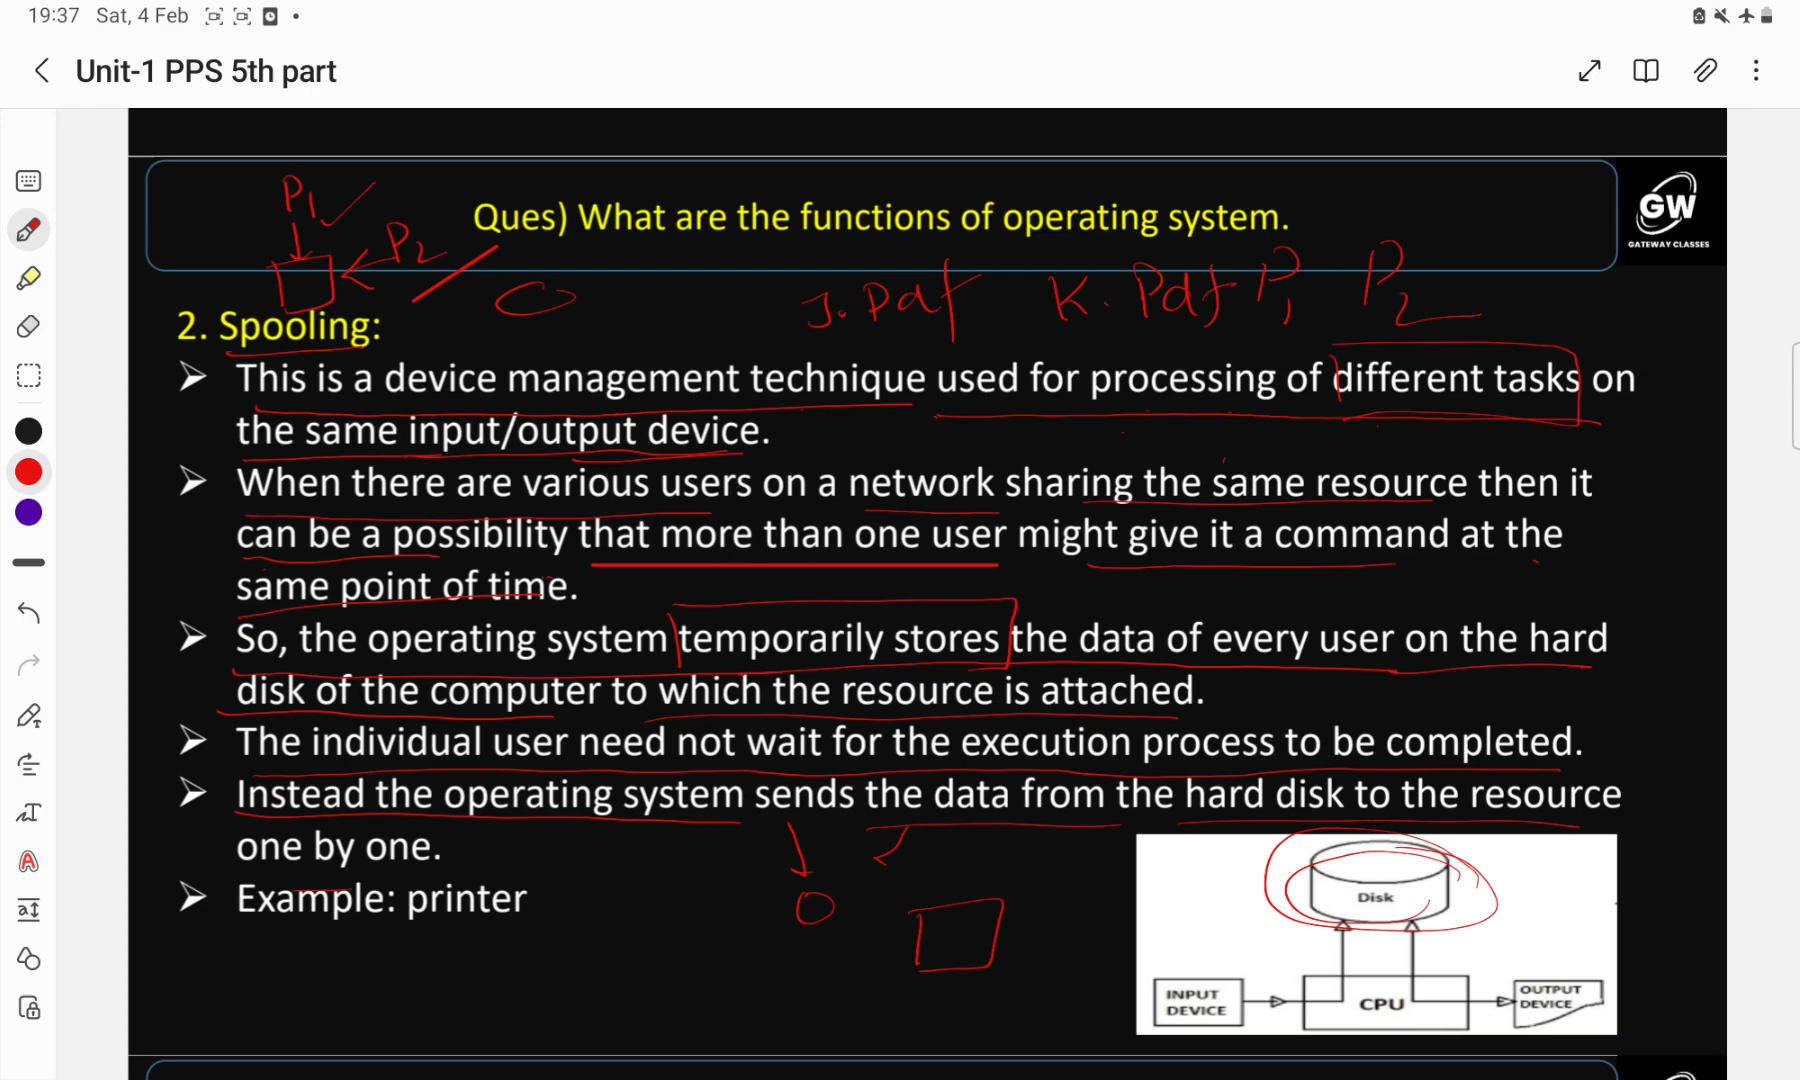 19:37 Sat, 4 Feb
Unit-1 PPS 5th part
P1
P2
Ques) What are the functions of operating system.
GW
GATEWAY CLASSES
J. Pdf K. Pdf P1 P2
2. Spooling:
➢ This is a device management technique used for processing of different tasks on
the same input/output device.
➢ When there are various users on a network sharing the same resource then it
can be a possibility that more than one user might give it a command at the
same point of time.
➢ So, the operating system temporarily stores the data of every user on the hard
disk of the computer to which the resource is attached.
➢ The individual user need not wait for the execution process to be completed.
➢ Instead the operating system sends the data from the hard disk to the resource
one by one.
➢ Example: printer
Disk
INPUT
DEVICE
CPU
OUTPUT
DEVICE